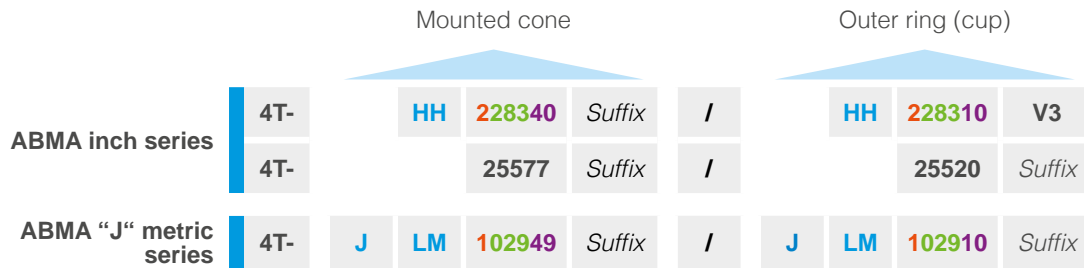 Mounted cone Outer ring (cup)
ABMA inch series 4T- HH 228340 Suffix / HH 228310 V3
4T- 25577 Suffix / 25520 Suffix
ABMA “J“ metric series 4T- J LM 102949 Suffix / J LM 102910 Suffix